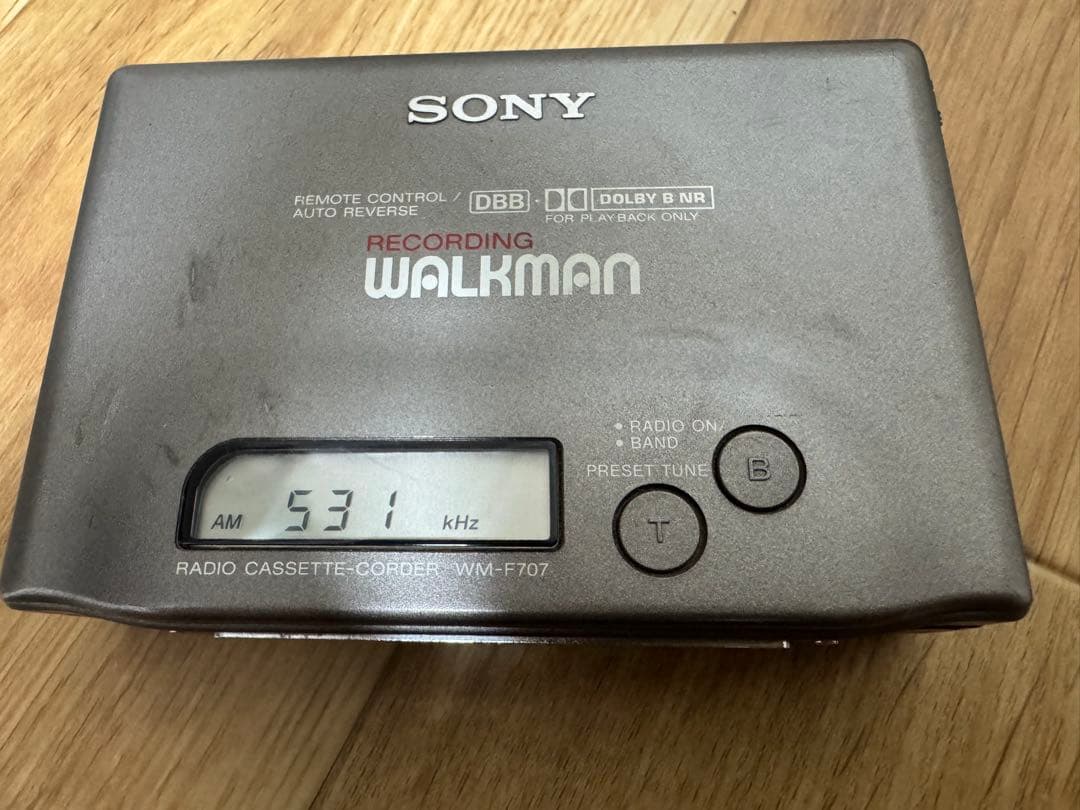 SONY
REMOTE CONTROL / DBB · DOLBY B NR
AUTO REVERSE FOR PLAYBACK ONLY
RECORDING
WALKMAN
• RADIO ON/
• BAND
B
PRESET TUNE
T
AM 531 kHz
RADIO CASSETTE-CORDER WM-F707